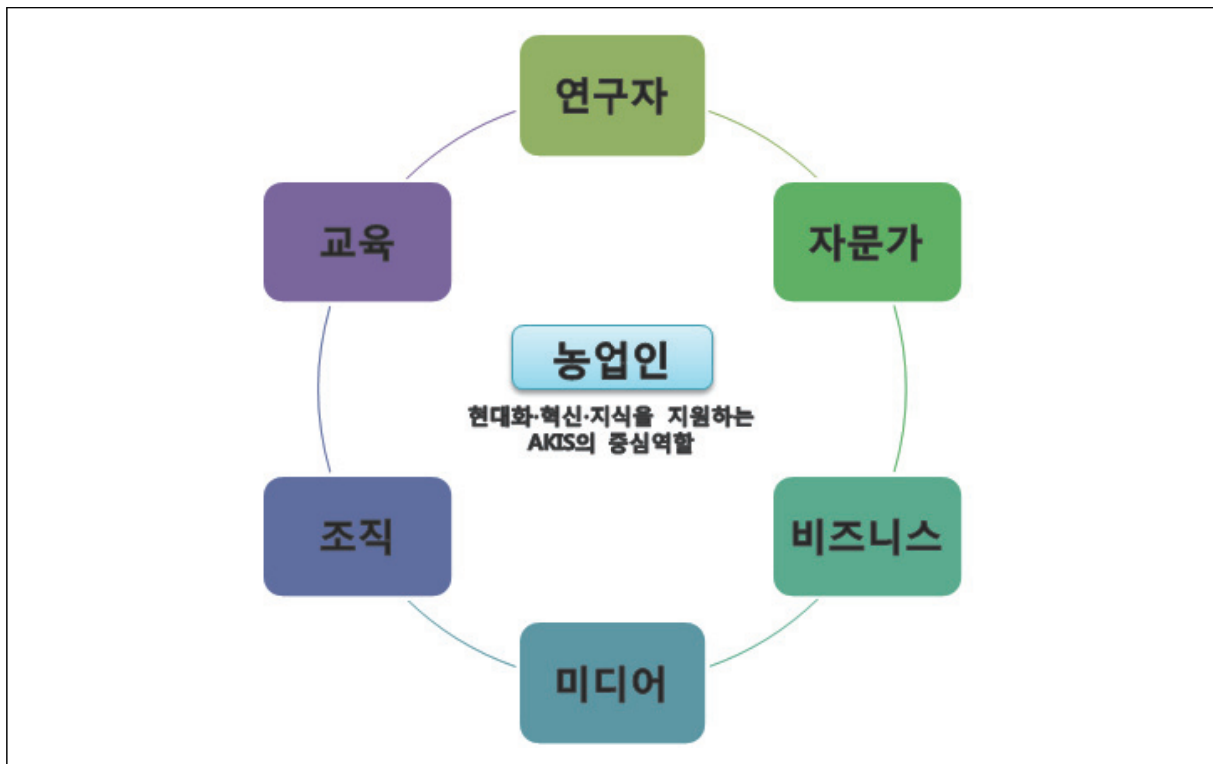 연구자
교육
자문가
농업인
현대화·혁신·지식을 지원하는
AKIS의 중심역할
조직
비즈니스
미디어